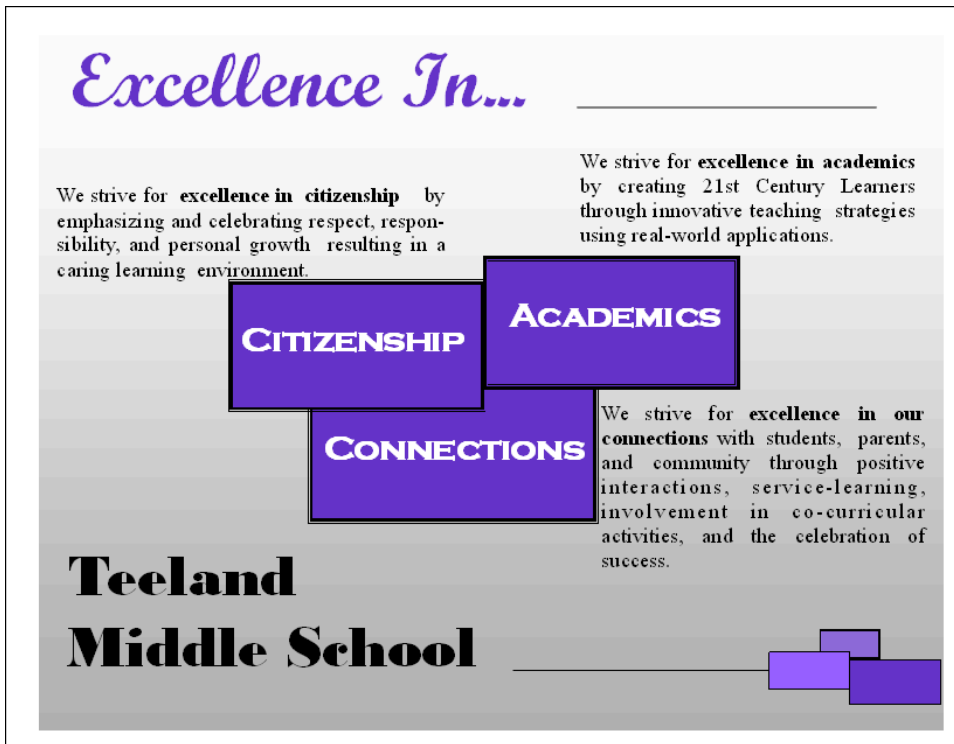 Excellence In...
We strive for excellence in citizenship by
emphasizing and celebrating respect, respon-
sibility, and personal growth resulting in a
caring learning environment.
We strive for excellence in academics
by creating 21st Century Learners
through innovative teaching strategies
using real-world applications.
CITIZENSHIP
ACADEMICS
CONNECTIONS
We strive for excellence in our
connections with students, parents,
and community through positive
interactions, service-learning,
involvement in co-curricular
activities, and the celebration of
success.
Teeland
Middle School